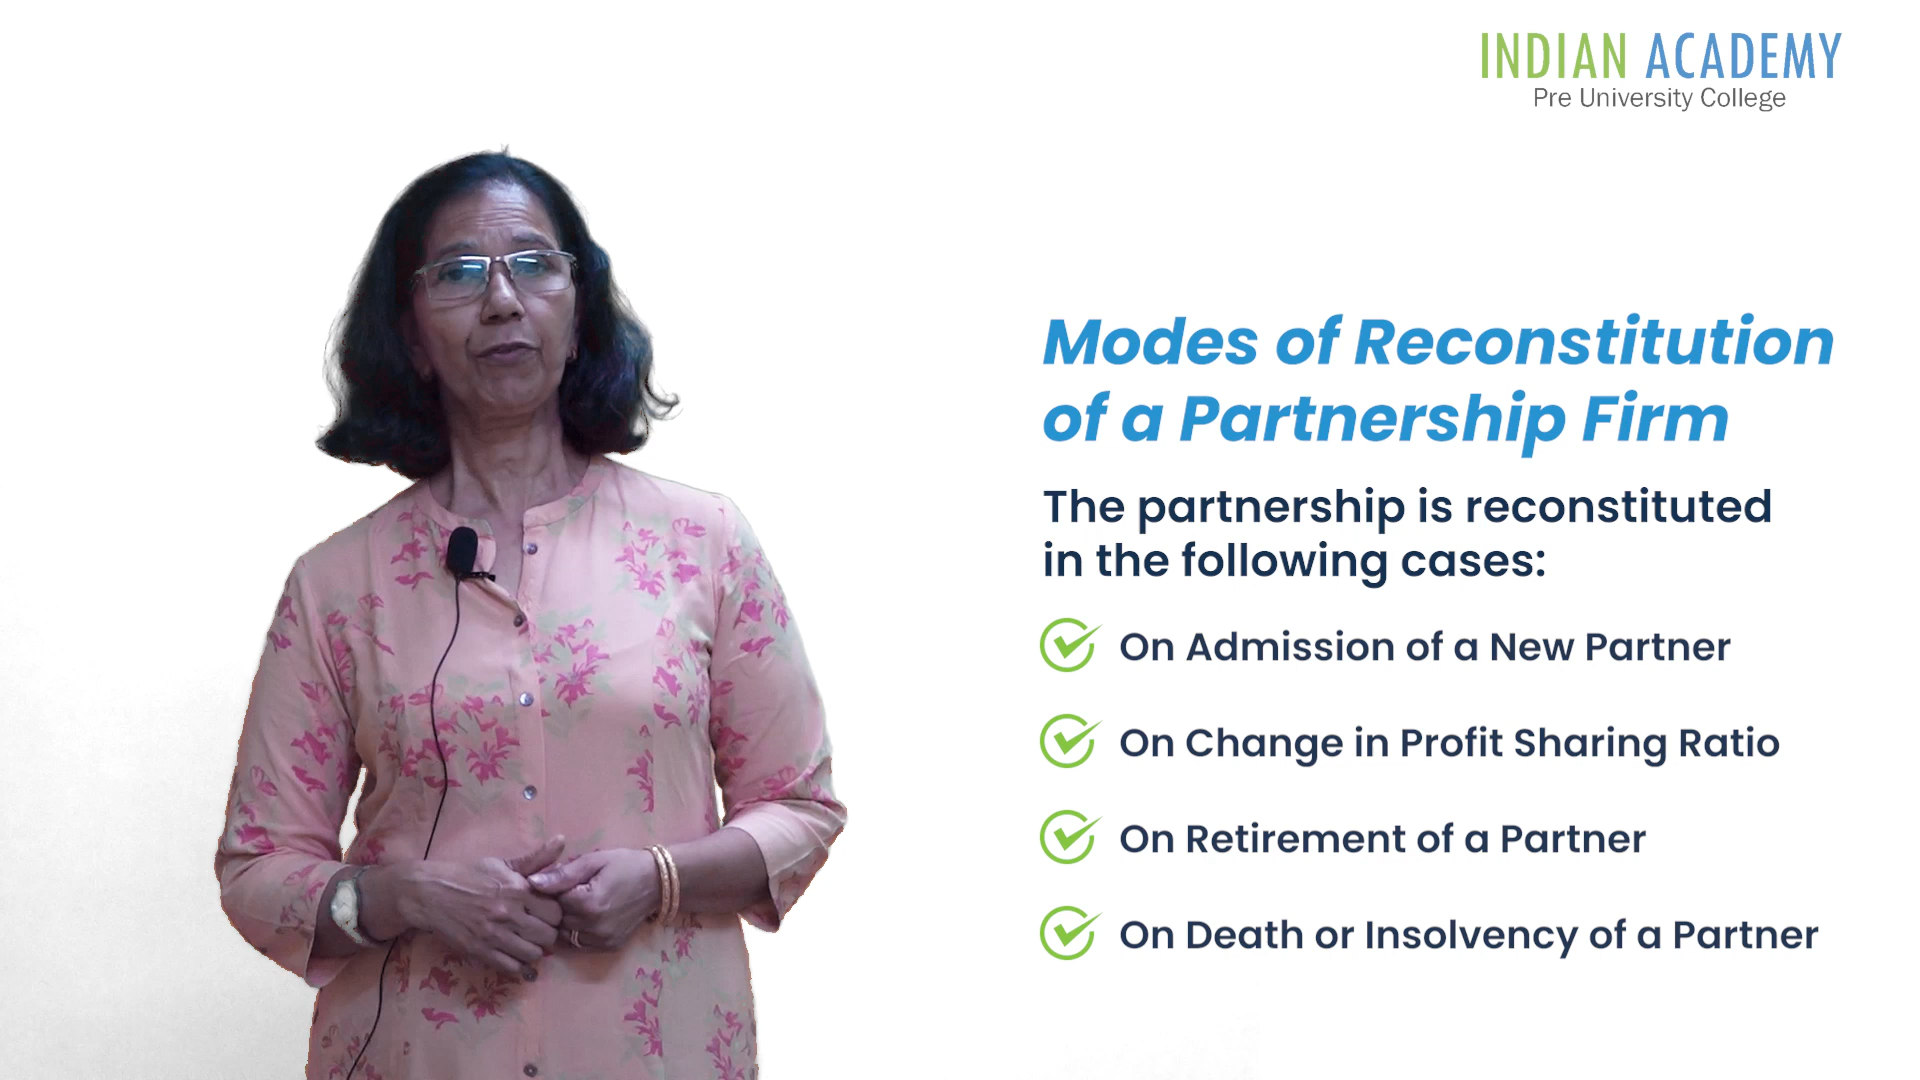 INDIAN ACADEMY
Pre University College
Modes of Reconstitution
of a Partnership Firm
The partnership is reconstituted
in the following cases:
On Admission of a New Partner
On Change in Profit Sharing Ratio
On Retirement of a Partner
On Death or Insolvency of a Partner